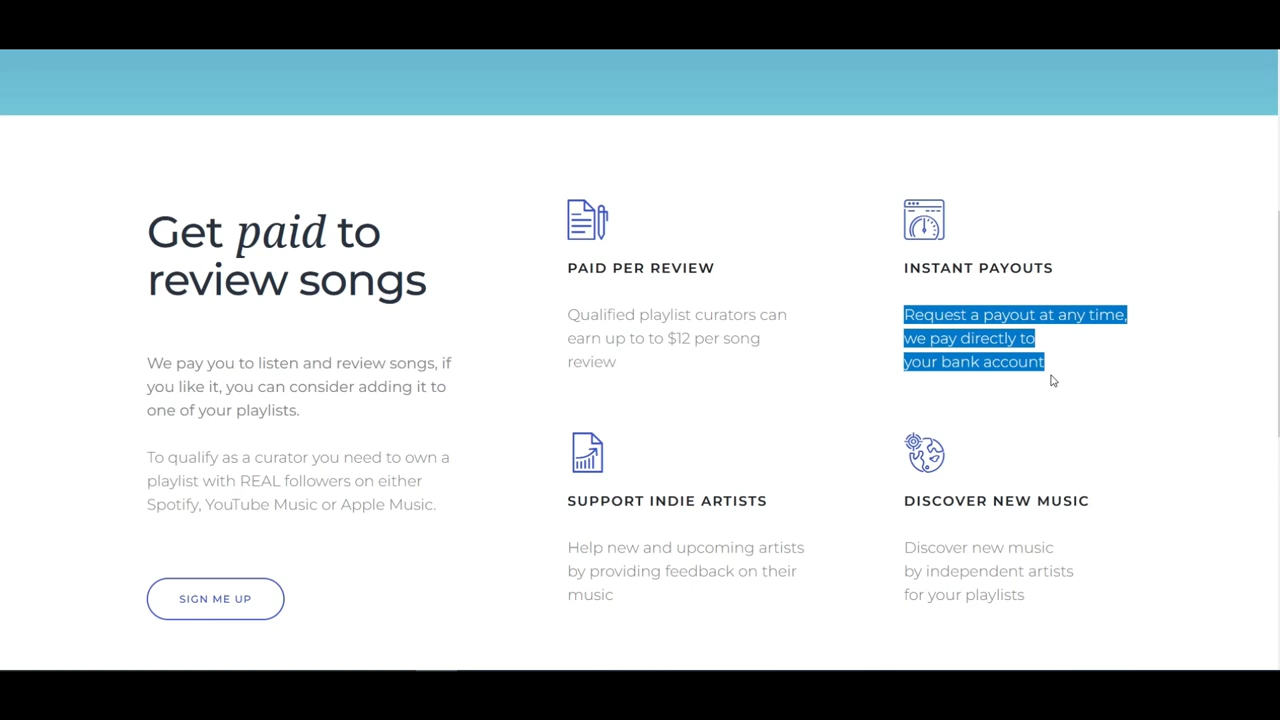 Get paid to
review songs
We pay you to listen and review songs, if
you like it, you can consider adding it to
one of your playlists.
To qualify as a curator you need to own a
playlist with REAL followers on either
Spotify, YouTube Music or Apple Music.
SIGN ME UP
PAID PER REVIEW
Qualified playlist curators can
earn up to to $12 per song
review
INSTANT PAYOUTS
Request a payout at any time,
we pay directly to
your bank account
SUPPORT INDIE ARTISTS
Help new and upcoming artists
by providing feedback on their
music
DISCOVER NEW MUSIC
Discover new music
by independent artists
for your playlists